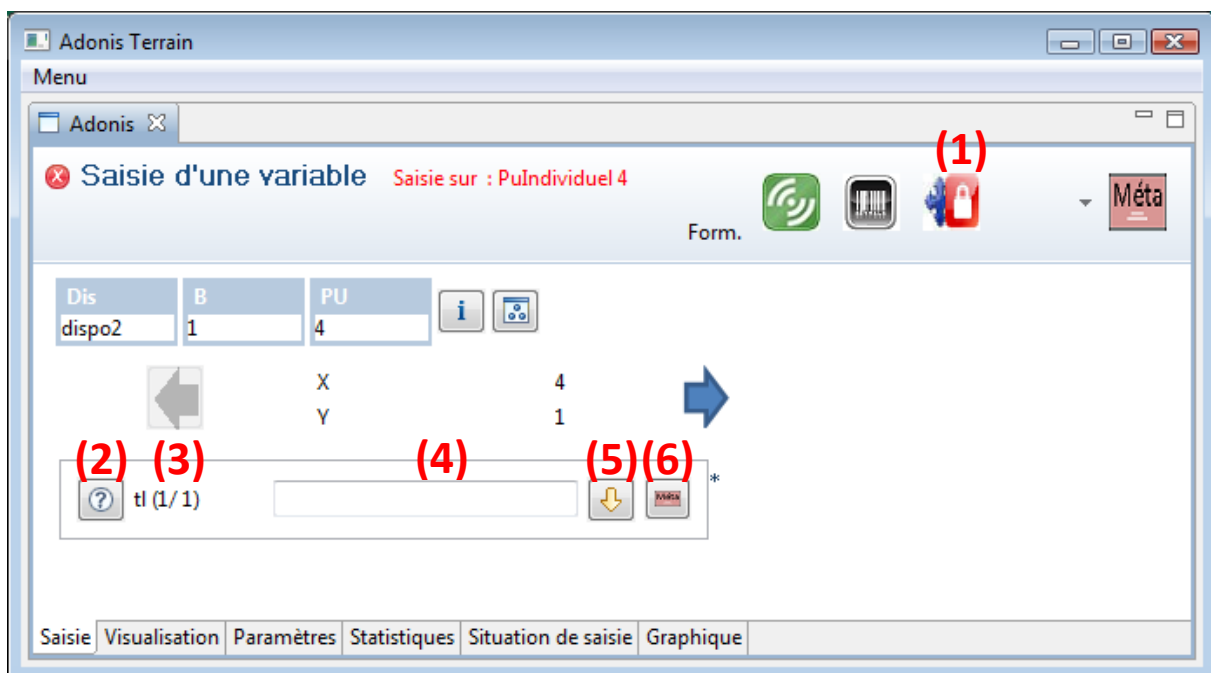 Adonis Terrain
Menu
Adonis
(1)
Saisie d'une variable Saisie sur : PuIndividuel 4
Méta
Form.
Dis B PU
dispo2 1 4
i
X 4
Y 1
(2) (3) (4) (5) (6)
? tl (1/ 1) Méta *
Saisie Visualisation Paramètres Statistiques Situation de saisie Graphique